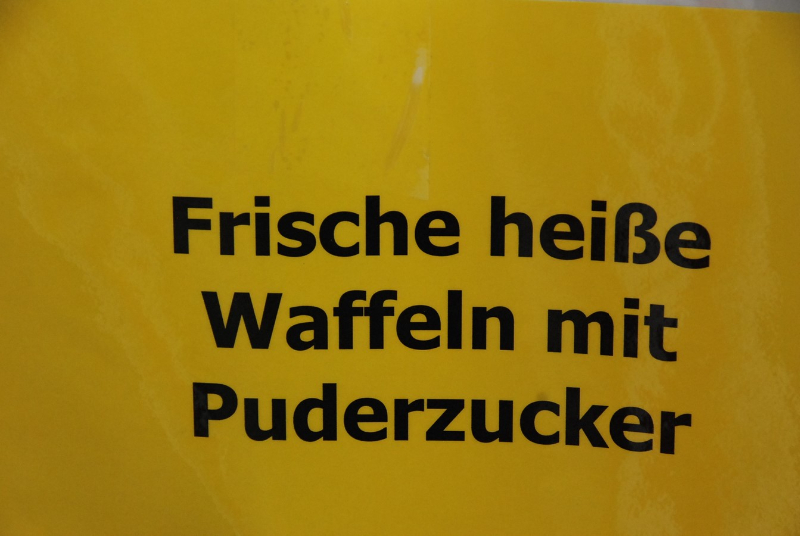 Frische heiße
Waffeln mit
Puderzucker